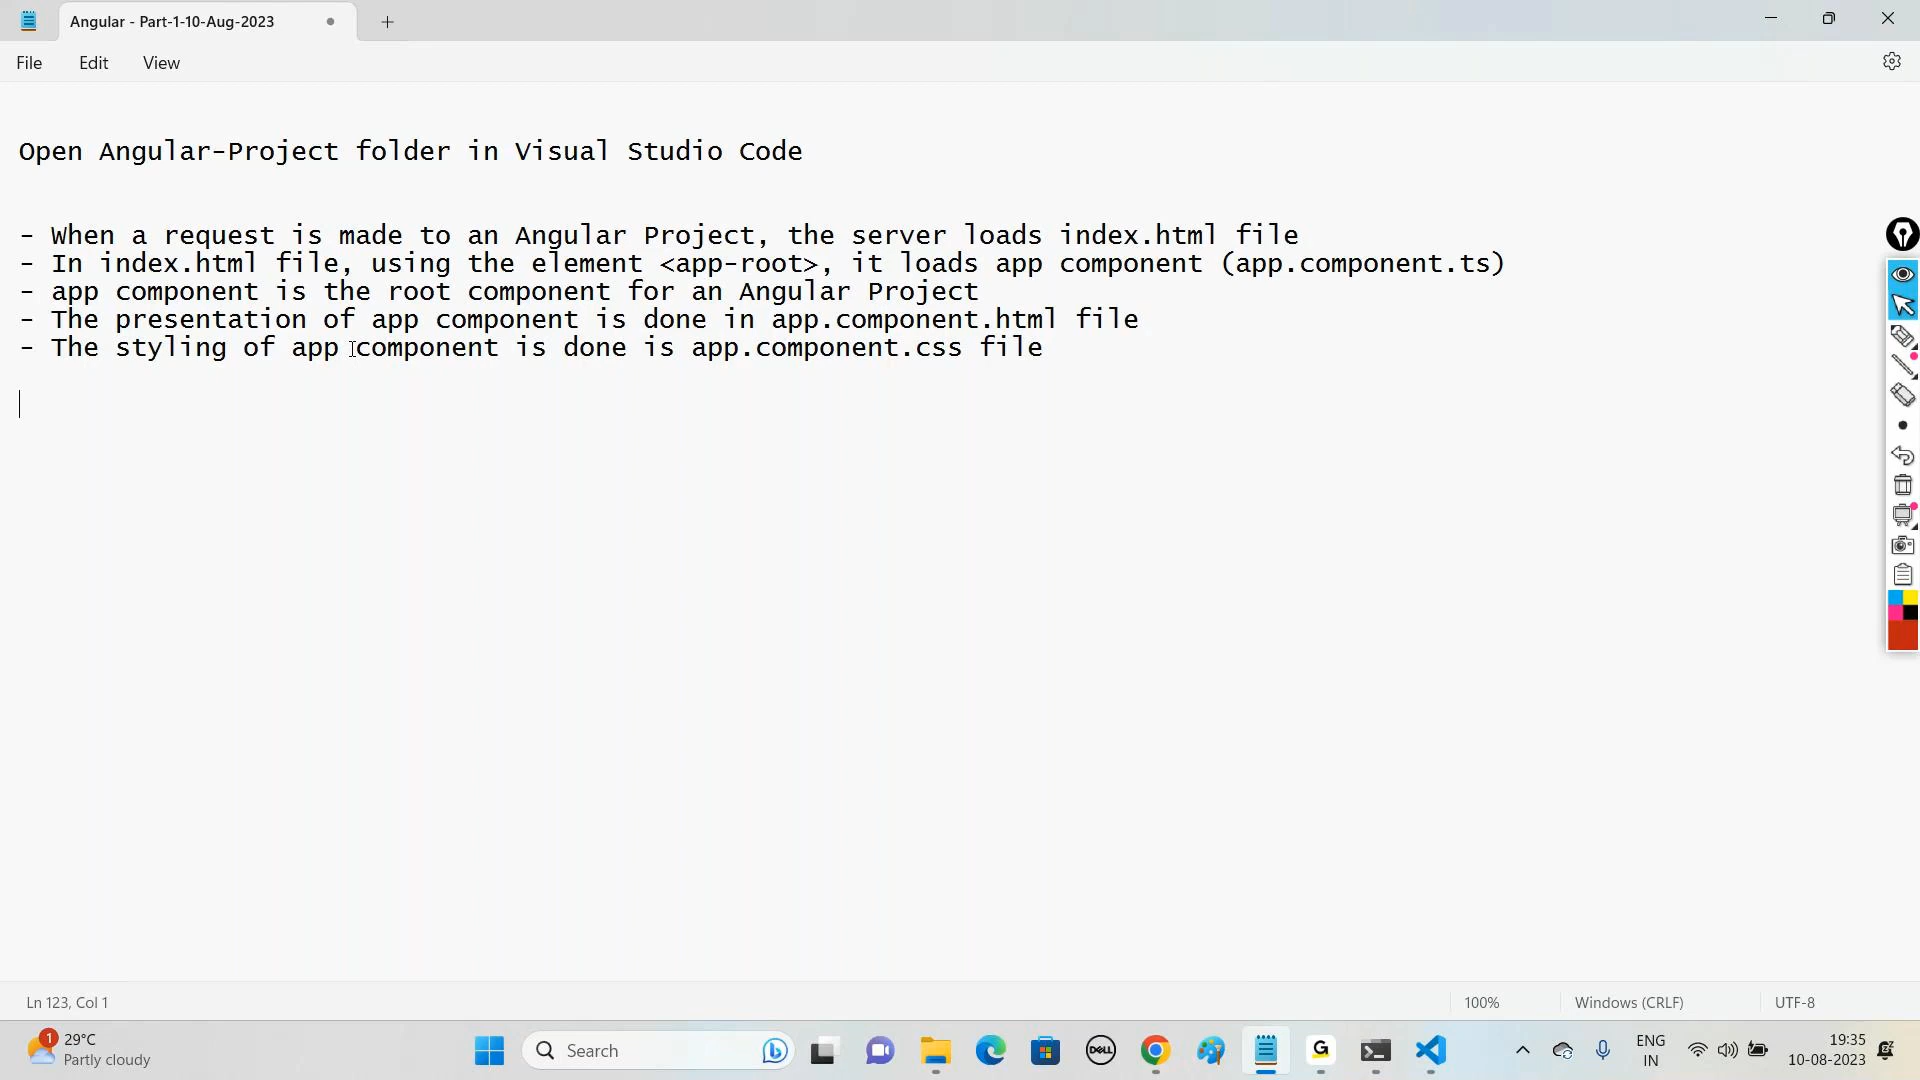 Angular - Part-1-10-Aug-2023
File Edit View
Open Angular-Project folder in Visual Studio Code
- When a request is made to an Angular Project, the server loads index.html file
- In index.html file, using the element <app-root>, it loads app component (app.component.ts)
- app component is the root component for an Angular Project
- The presentation of app component is done in app.component.html file
- The styling of app component is done is app.component.css file
Ln 123, Col 1
100%
Windows (CRLF)
UTF-8
1
29°C
Partly cloudy
Search
DELL
G
ENG
IN
19:35
10-08-2023